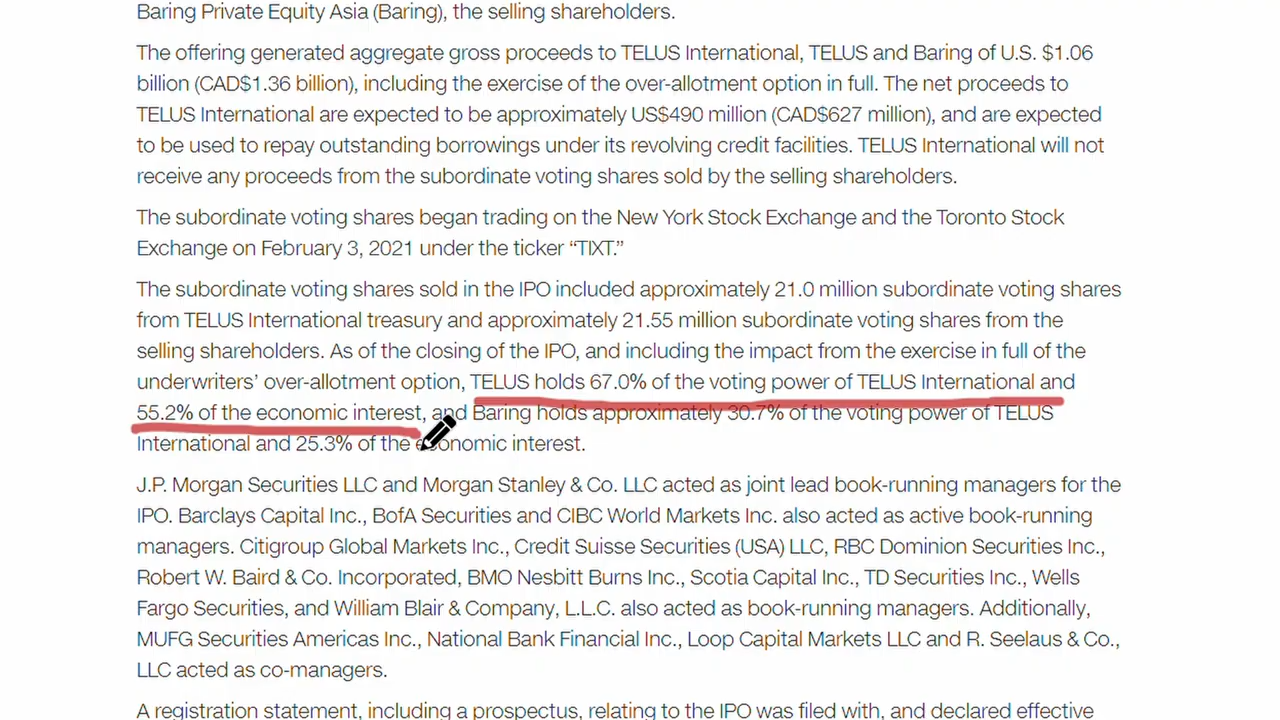 Baring Private Equity Asia (Baring), the selling shareholders.
The offering generated aggregate gross proceeds to TELUS International, TELUS and Baring of U.S. $1.06
billion (CAD$1.36 billion), including the exercise of the over-allotment option in full. The net proceeds to
TELUS International are expected to be approximately US$490 million (CAD$627 million), and are expected
to be used to repay outstanding borrowings under its revolving credit facilities. TELUS International will not
receive any proceeds from the subordinate voting shares sold by the selling shareholders.
The subordinate voting shares began trading on the New York Stock Exchange and the Toronto Stock
Exchange on February 3, 2021 under the ticker “TIXT.”
The subordinate voting shares sold in the IPO included approximately 21.0 million subordinate voting shares
from TELUS International treasury and approximately 21.55 million subordinate voting shares from the
selling shareholders. As of the closing of the IPO, and including the impact from the exercise in full of the
underwriters’ over-allotment option, TELUS holds 67.0% of the voting power of TELUS International and
55.2% of the economic interest, and Baring holds approximately 30.7% of the voting power of TELUS
International and 25.3% of the economic interest.
J.P. Morgan Securities LLC and Morgan Stanley & Co. LLC acted as joint lead book-running managers for the
IPO. Barclays Capital Inc., BofA Securities and CIBC World Markets Inc. also acted as active book-running
managers. Citigroup Global Markets Inc., Credit Suisse Securities (USA) LLC, RBC Dominion Securities Inc.,
Robert W. Baird & Co. Incorporated, BMO Nesbitt Burns Inc., Scotia Capital Inc., TD Securities Inc., Wells
Fargo Securities, and William Blair & Company, L.L.C. also acted as book-running managers. Additionally,
MUFG Securities Americas Inc., National Bank Financial Inc., Loop Capital Markets LLC and R. Seelaus & Co.,
LLC acted as co-managers.
A registration statement, including a prospectus, relating to the IPO was filed with, and declared effective